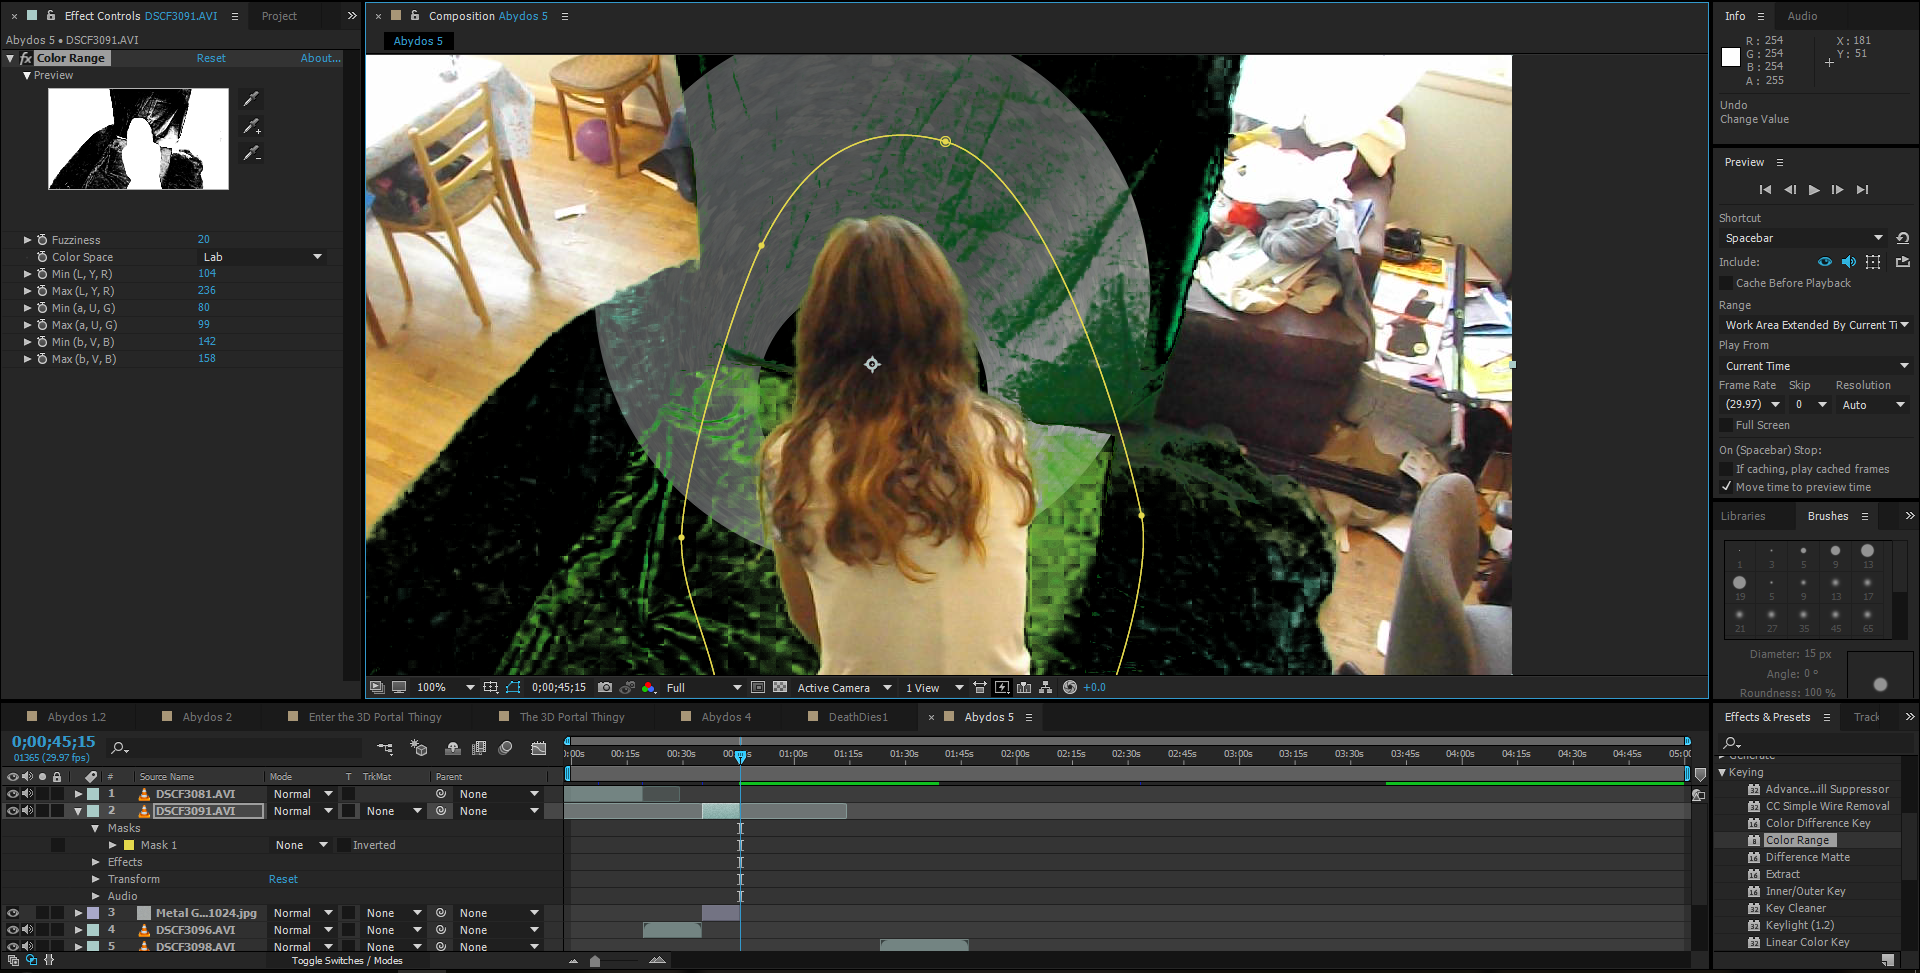 × Effect Controls DSCF3091.AVI ≡ Project »
Abydos 5 • DSCF3091.AVI
fx Color Range Reset About...
Preview
Fuzziness 20
Color Space Lab
Min (L, Y, R) 104
Max (L, Y, R) 236
Min (a, U, G) 80
Max (a, U, G) 99
Min (b, V, B) 142
Max (b, V, B) 158
× Composition Abydos 5 ≡
Abydos 5
100% 0;00;45;15 Full Active Camera 1 View +0.0
Info ≡ Audio
R : 254
G : 254
B : 254
A : 255
X : 181
Y : 51
Undo
Change Value
Preview ≡
Shortcut
Spacebar
Include:
Cache Before Playback
Range
Work Area Extended By Current Ti
Play From
Current Time
Frame Rate Skip Resolution
(29.97) 0 Auto
Full Screen
On (Spacebar) Stop:
If caching, play cached frames
Move time to preview time
Libraries Brushes ≡ »
1 3 5 9 13
19 5 9 13 17
21 27 35 45 65
Diameter: 15 px
Angle: 0 °
Roundness: 100 %
Abydos 1.2 Abydos 2 Enter the 3D Portal Thingy The 3D Portal Thingy Abydos 4 DeathDies1 × Abydos 5 ≡
0;00;45;15
01365 (29.97 fps)
# Source Name Mode T TrkMat Parent
:00s 00:15s 00:30s 01:00s 01:15s 01:30s 01:45s 02:00s 02:15s 02:30s 02:45s 03:00s 03:15s 03:30s 03:45s 04:00s 04:15s 04:30s 04:45s 05:0
1 DSCF3081.AVI Normal None
2 DSCF3091.AVI Normal None None
Masks
Mask 1 None Inverted
Effects
Transform Reset
Audio
3 Metal G...1024.jpg Normal None None
4 DSCF3096.AVI Normal None None
5 DSCF3098.AVI Normal None None
Toggle Switches / Modes
Effects & Presets ≡ Track »
Generate
Keying
32 Advance...ill Suppressor
32 CC Simple Wire Removal
16 Color Difference Key
8 Color Range
16 Difference Matte
32 Extract
16 Inner/Outer Key
32 Key Cleaner
32 Keylight (1.2)
32 Linear Color Key